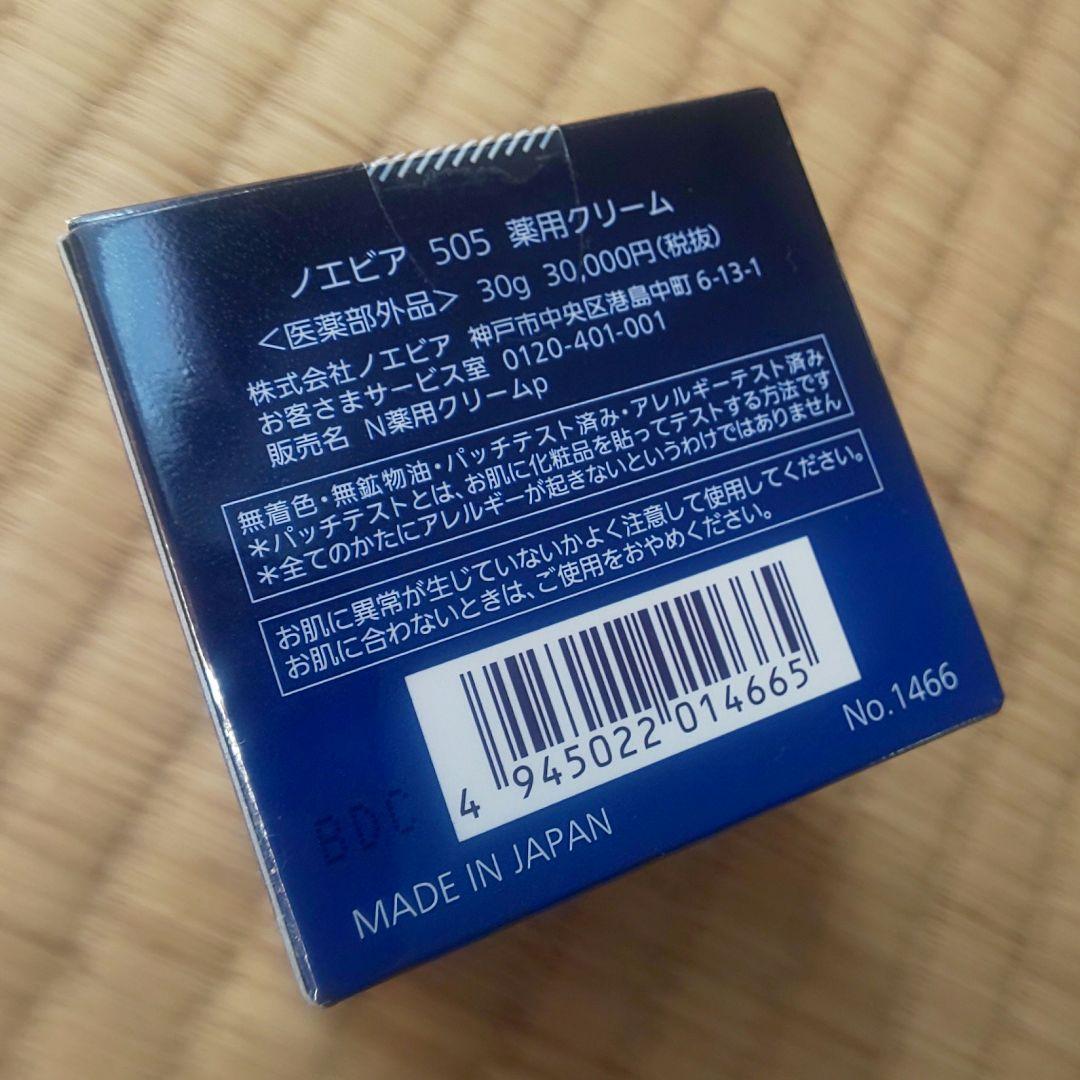 ノエビア 505 薬用クリーム
<医薬部外品> 30g 30,000円(税抜)
株式会社ノエビア 神戸市中央区港島中町 6-13-1
お客さまサービス室 0120-401-001
販売名 N薬用クリームp
無着色・無鉱物油・パッチテスト済み・アレルギーテスト済み
*パッチテストとは、お肌に化粧品を貼ってテストする方法です
*全てのかたにアレルギーが起きないというわけではありません
お肌に異常が生じていないかよく注意して使用してください。
お肌に合わないときは、ご使用をおやめください。
4 945022 014665
No.1466
BDC
MADE IN JAPAN